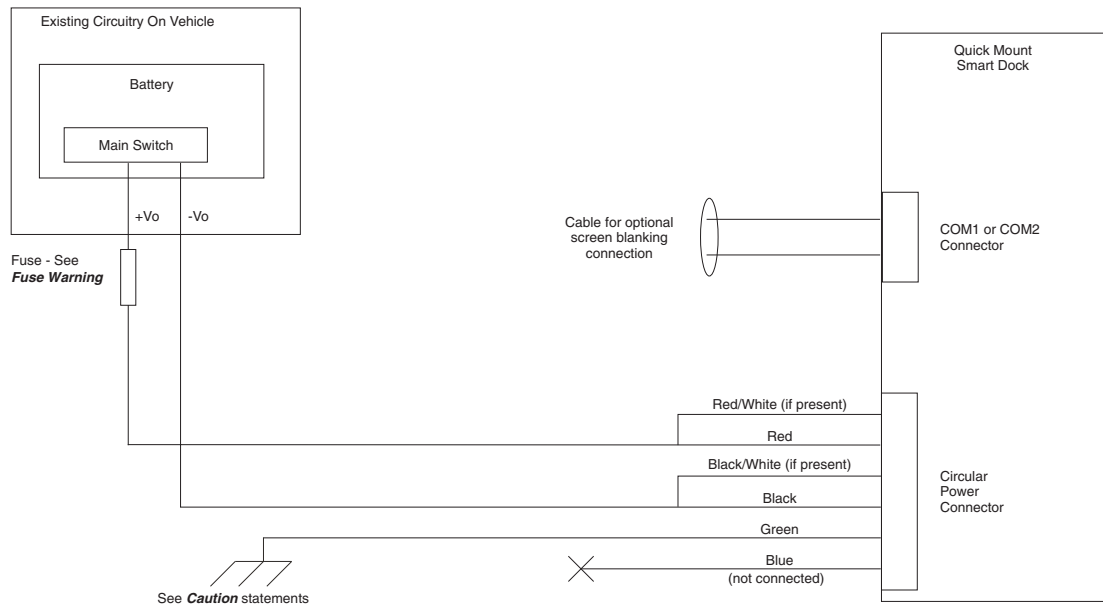 Existing Circuitry On Vehicle
Battery
Main Switch
+Vo
-Vo
Fuse - See
Fuse Warning
Quick Mount
Smart Dock
Cable for optional
screen blanking
connection
COM1 or COM2
Connector
Red/White (if present)
Red
Black/White (if present)
Black
Green
Blue
(not connected)
Circular
Power
Connector
See Caution statements